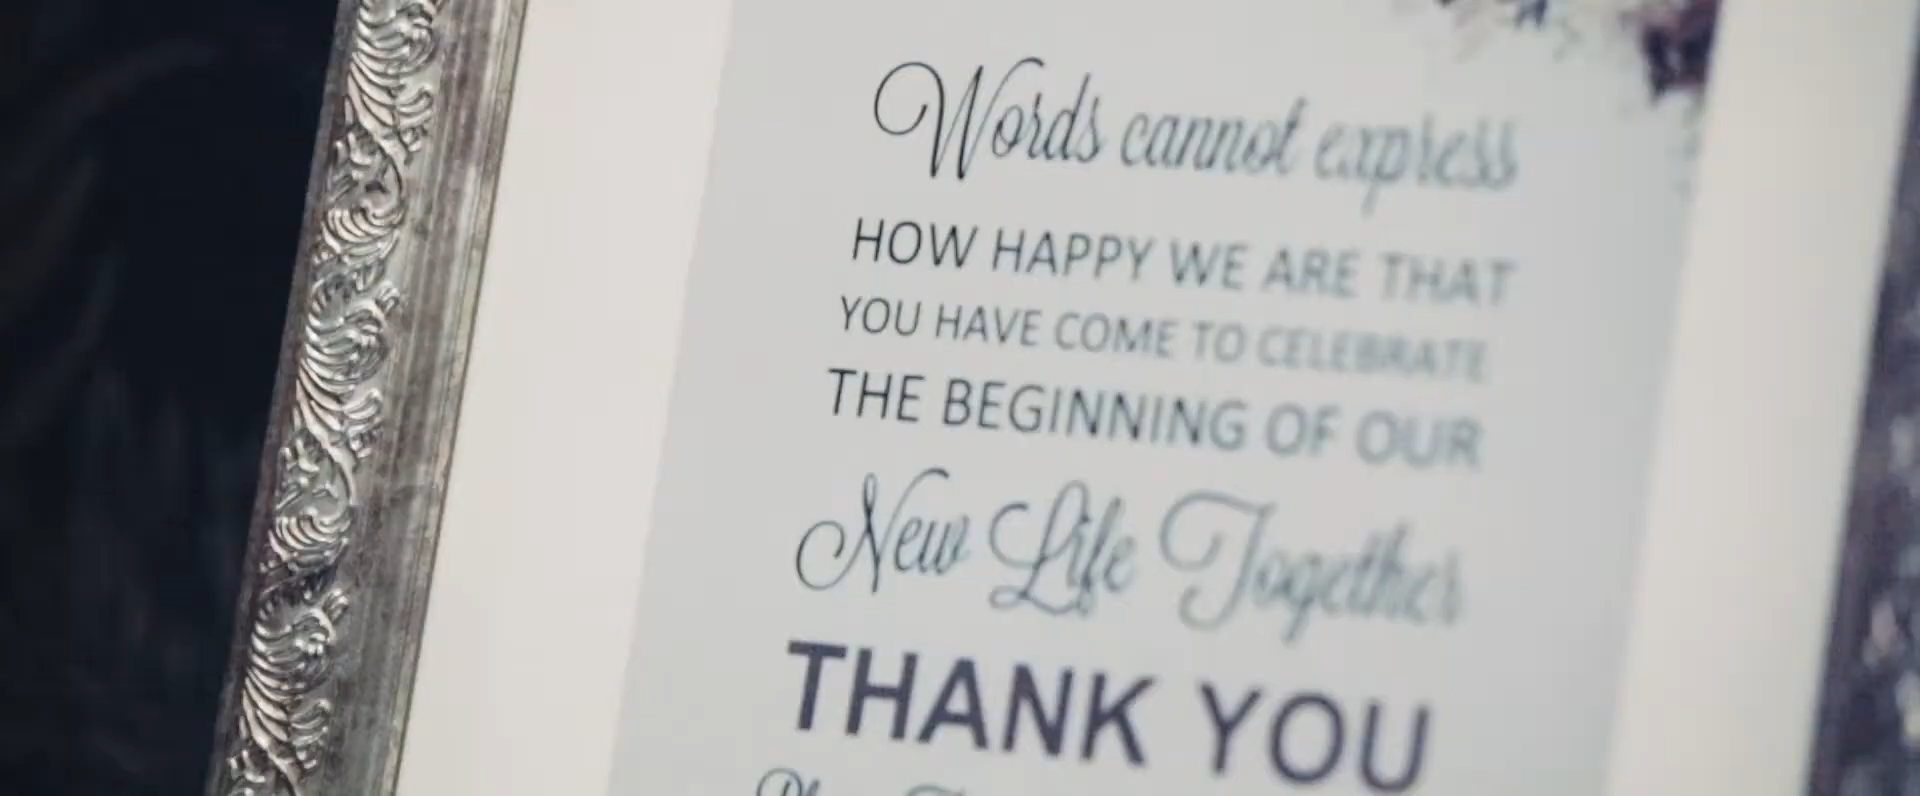 Words cannot express
HOW HAPPY WE ARE THAT
YOU HAVE COME TO CELEBRATE
THE BEGINNING OF OUR
New Life Together
THANK YOU